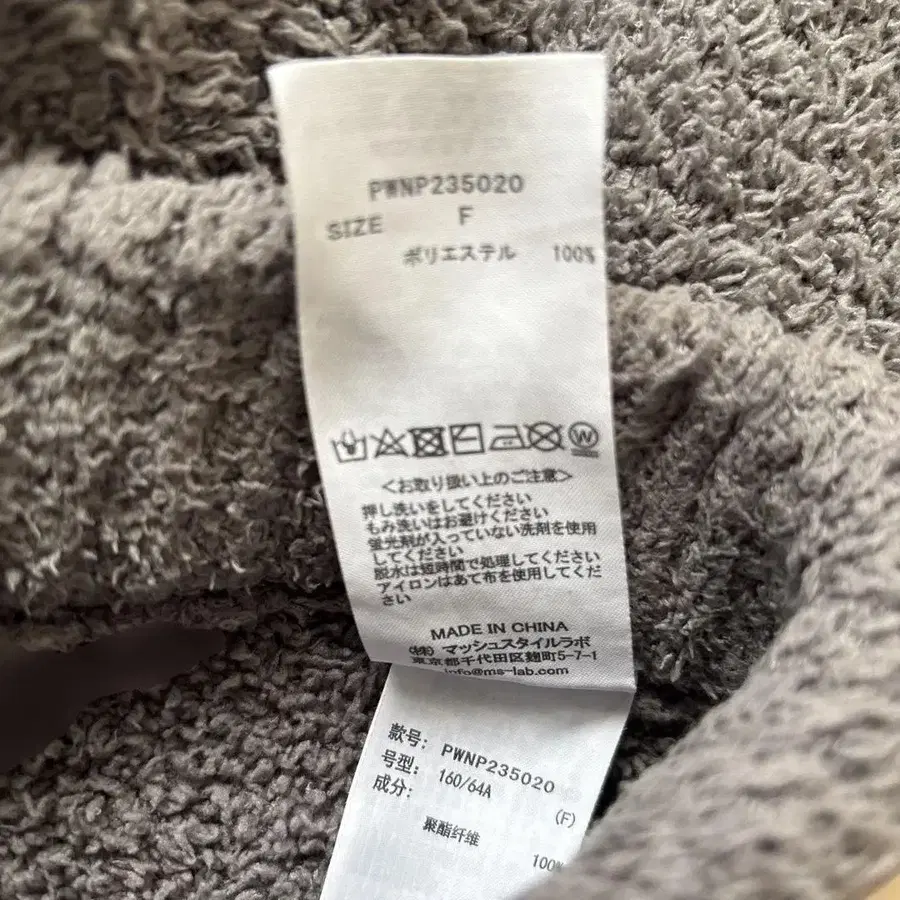 PWNP235020
SIZE F
ポリエステル 100%
W
<お取り扱い上のご注意>
押し洗いをしてください
もみ洗いはお避けください
蛍光剤が入っていない洗剤を使用
してください
脱水は短時間で処理してください
アイロンはあて布を使用してくだ
さい
MADE IN CHINA
(株) マッシュスタイルラボ
東京都千代田区麹町5-7-1
info@ms-lab.com
款号: PWNP235020
号型: 160/64A (F)
成分:
聚酯纤维 100%